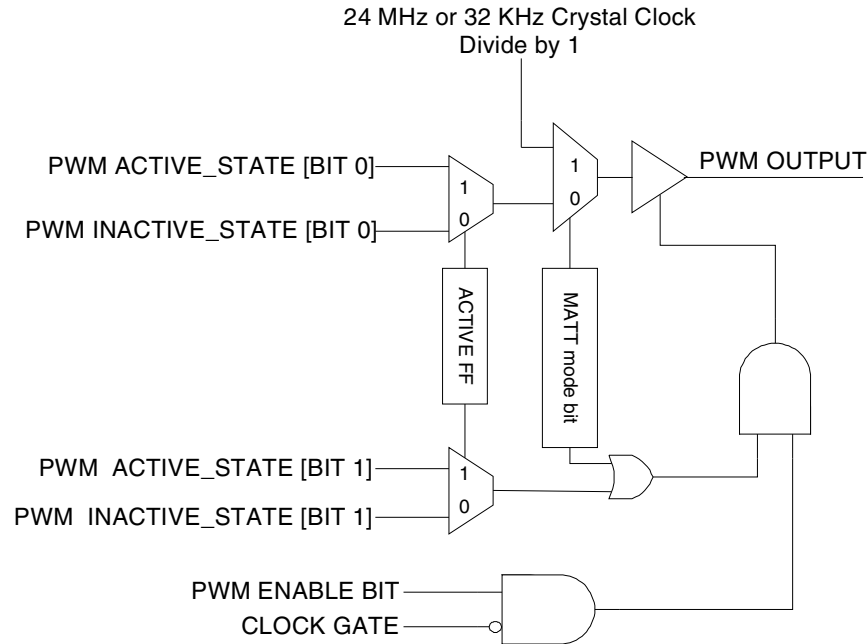 24 MHz or 32 KHz Crystal Clock
Divide by 1
PWM ACTIVE_STATE [BIT 0]
1
0
PWM INACTIVE_STATE [BIT 0]
1
0
PWM OUTPUT
ACTIVE FF
MATT mode bit
PWM ACTIVE_STATE [BIT 1]
1
0
PWM INACTIVE_STATE [BIT 1]
PWM ENABLE BIT
CLOCK GATE